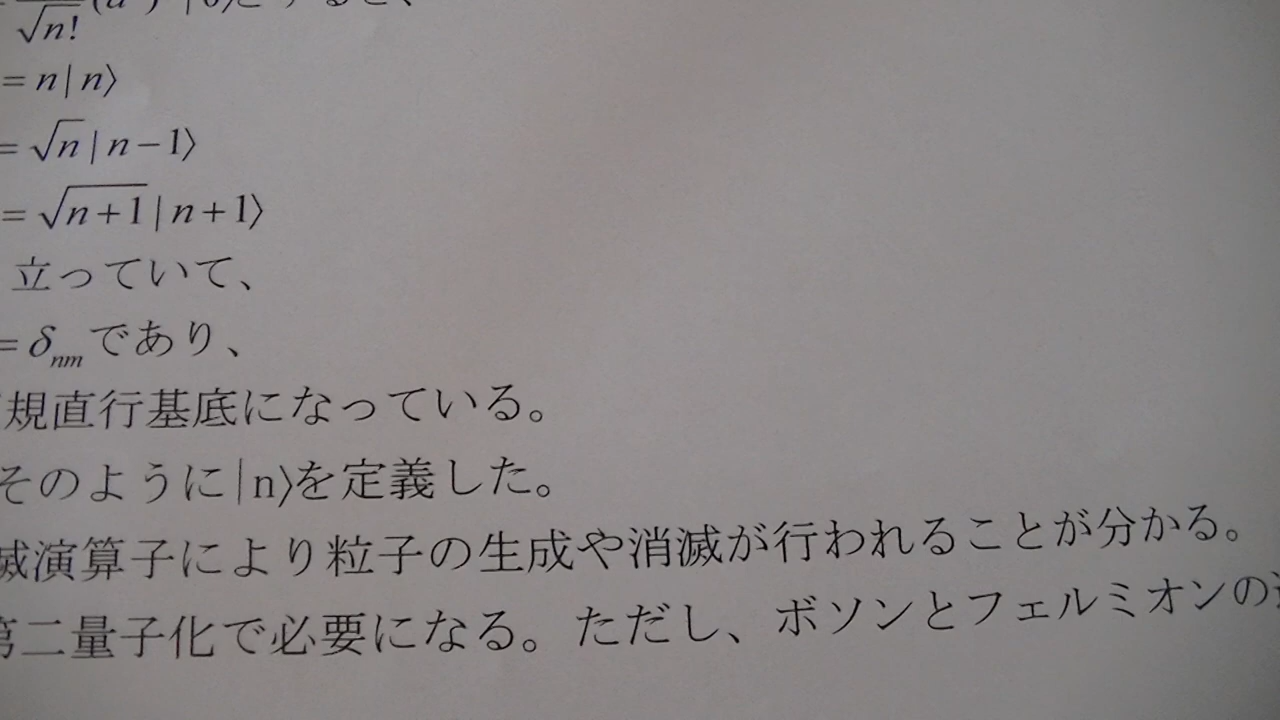 √n!
= n | n⟩
= √n | n − 1⟩
= √n + 1 | n + 1⟩
立っていて、
= δnm であり、
規直行基底になっている。
そのように | n⟩を定義した。
滅演算子により粒子の生成や消滅が行われることが分かる。
第二量子化で必要になる。ただし、ボソンとフェルミオンの